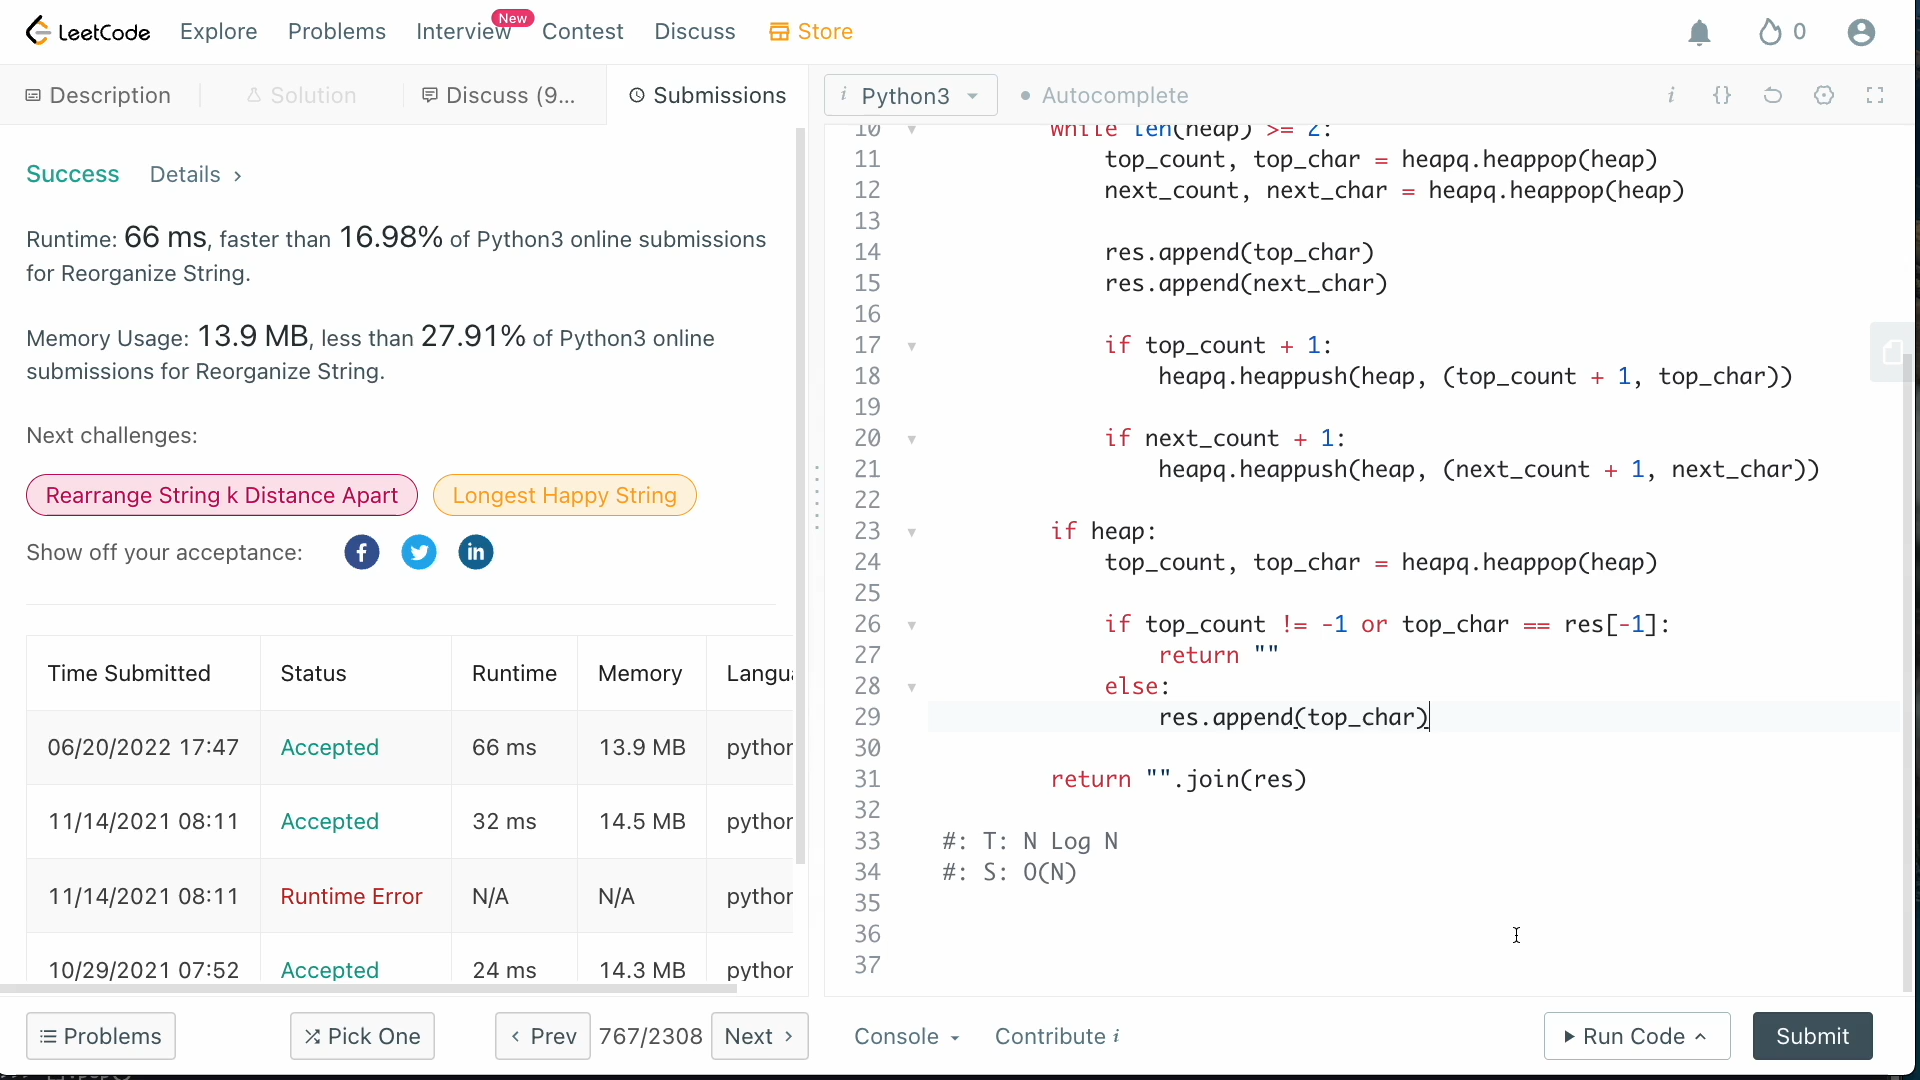 LeetCode
Explore
Problems
Interview
New
Contest
Discuss
Store
0
Description
Solution
Discuss (9...
Submissions
i Python3
Autocomplete
i
{}
Success
Details
Runtime: 66 ms, faster than 16.98% of Python3 online submissions
for Reorganize String.
Memory Usage: 13.9 MB, less than 27.91% of Python3 online
submissions for Reorganize String.
Next challenges:
Rearrange String k Distance Apart
Longest Happy String
Show off your acceptance:
Time Submitted Status Runtime Memory Langua
06/20/2022 17:47 Accepted 66 ms 13.9 MB python
11/14/2021 08:11 Accepted 32 ms 14.5 MB python
11/14/2021 08:11 Runtime Error N/A N/A python
10/29/2021 07:52 Accepted 24 ms 14.3 MB python
10 while len(heap) >= 2:
11 top_count, top_char = heapq.heappop(heap)
12 next_count, next_char = heapq.heappop(heap)
13
14 res.append(top_char)
15 res.append(next_char)
16
17 if top_count + 1:
18 heapq.heappush(heap, (top_count + 1, top_char))
19
20 if next_count + 1:
21 heapq.heappush(heap, (next_count + 1, next_char))
22
23 if heap:
24 top_count, top_char = heapq.heappop(heap)
25
26 if top_count != -1 or top_char == res[-1]:
27 return ""
28 else:
29 res.append(top_char)
30
31 return "".join(res)
32
33 #: T: N Log N
34 #: S: O(N)
35
36
37
Problems
Pick One
Prev
767/2308
Next
Console
Contribute i
Run Code
Submit